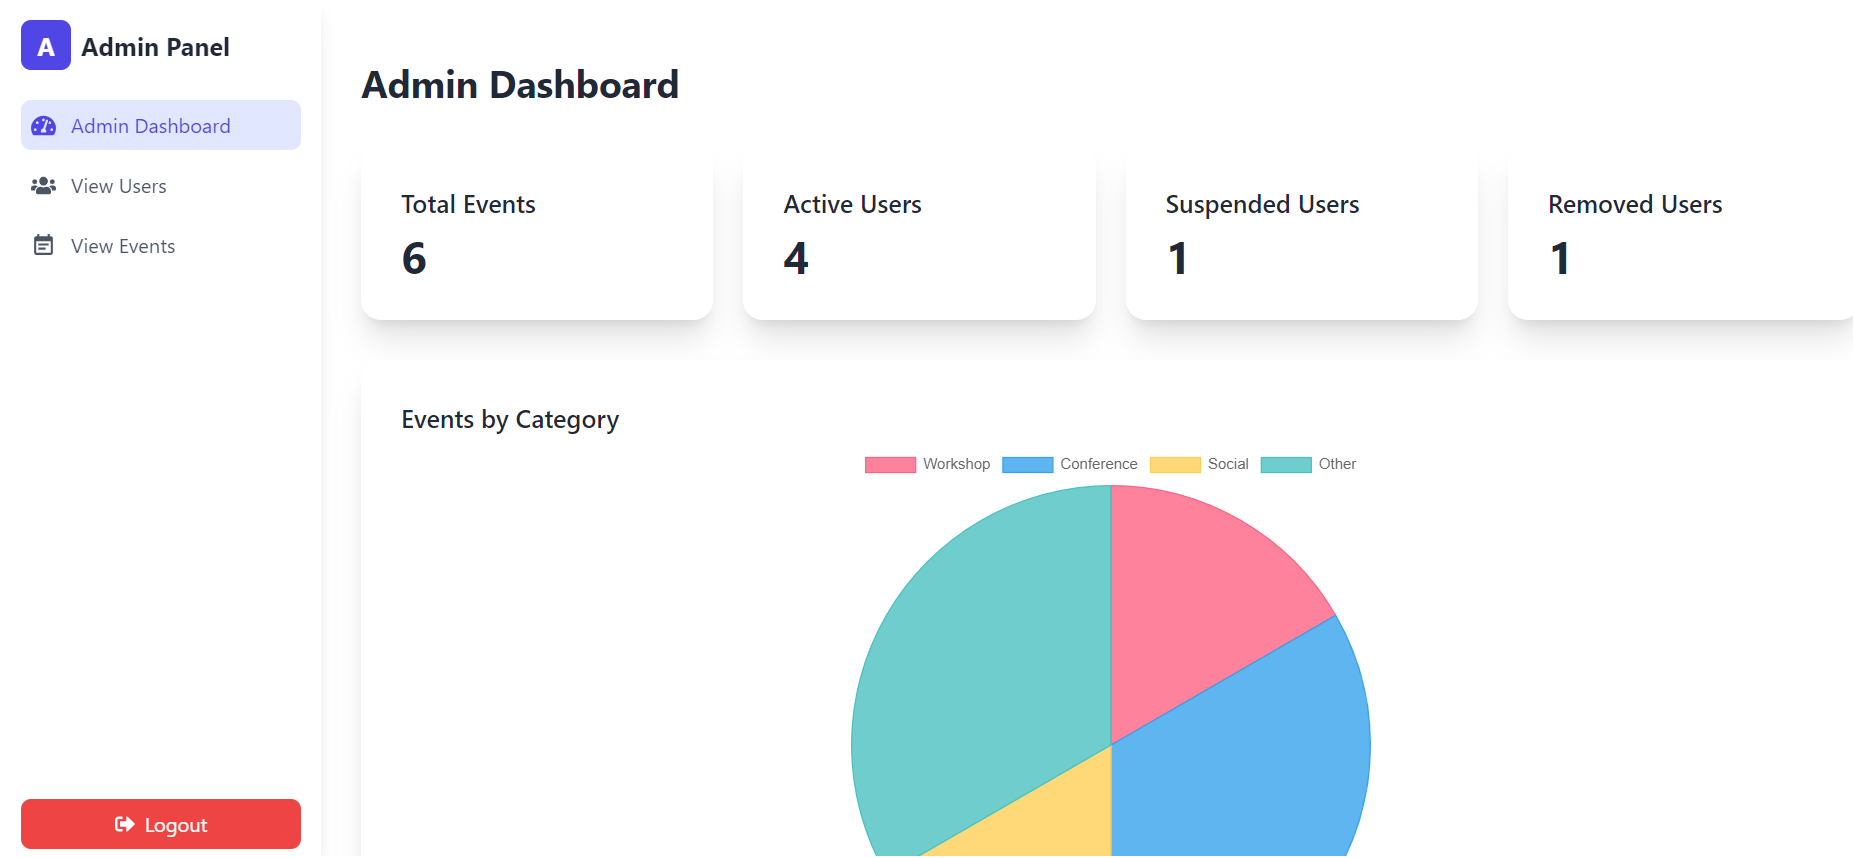 A Admin Panel
Admin Dashboard
View Users
View Events
Logout
Admin Dashboard
Total Events
6
Active Users
4
Suspended Users
1
Removed Users
1
Events by Category
Workshop Conference Social Other